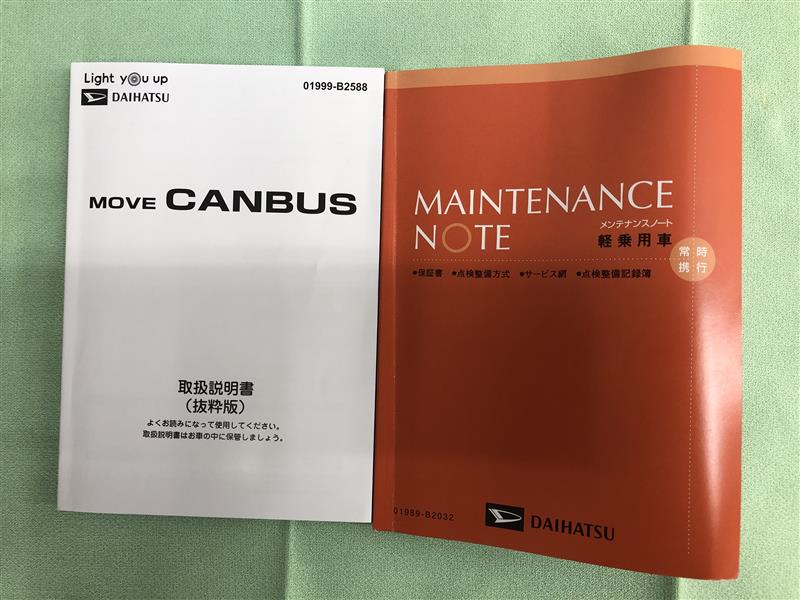 Light you up
DAIHATSU
01999-B2588
MOVE CANBUS
取扱説明書
（抜粋版）
よくお読みになって使用してください。
取扱説明書はお車の中に保管しましょう。
MAINTENANCE
NOTE
メンテナンスノート
軽乗用車
常時
携行
●保証書 ●点検整備方式 ●サービス網 ●点検整備記録簿
01989-B2032
DAIHATSU